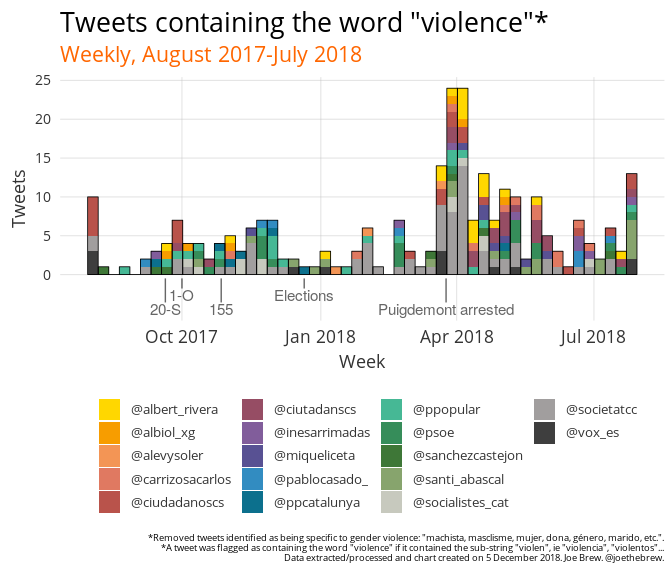 Tweets containing the word "violence"*
Weekly, August 2017-July 2018
25
20
15
10
5
0
Tweets
1-O
Elections
20-S
155
Puigdemont arrested
Oct 2017
Jan 2018
Apr 2018
Jul 2018
Week
@albert_rivera
@albiol_xg
@alevysoler
@carrizosacarlos
@ciudadanoscs
@ciutadanscs
@inesarrimadas
@miqueliceta
@pablocasado_
@ppcatalunya
@ppopular
@psoe
@sanchezcastejon
@santi_abascal
@socialistes_cat
@societatcc
@vox_es
*Removed tweets identified as being specific to gender violence: "machista, masclisme, mujer, dona, género, marido, etc.".
*A tweet was flagged as containing the word "violence" if it contained the sub-string "violen", ie "violencia", "violentos"...
Data extracted/processed and chart created on 5 December 2018. Joe Brew. @joethebrew.